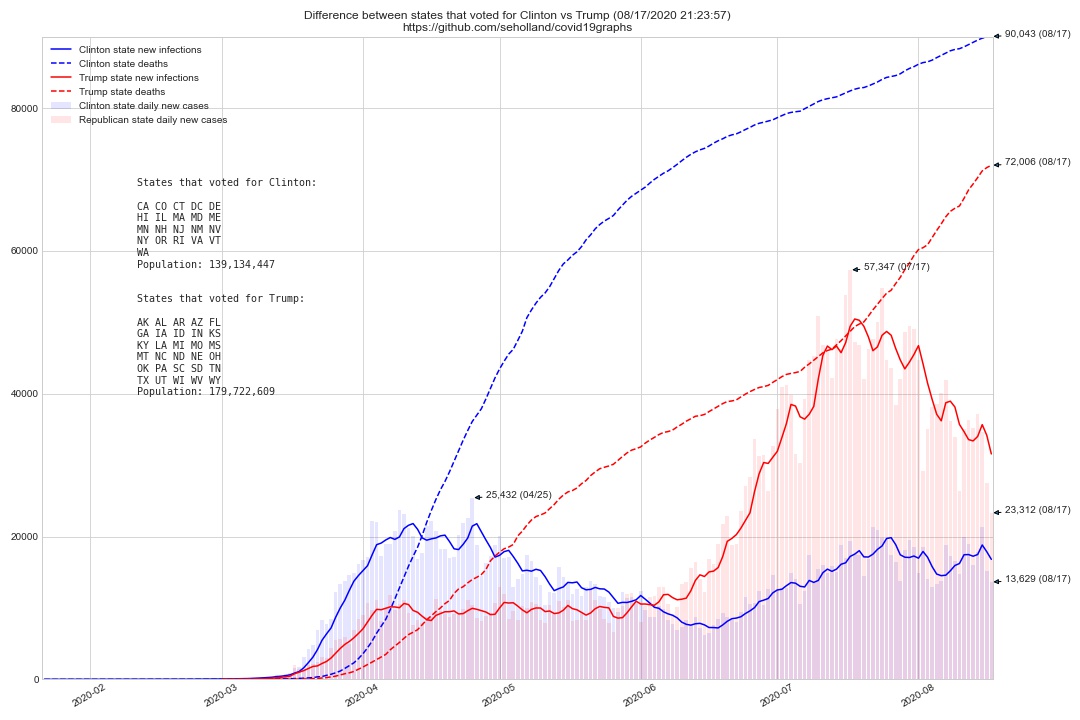 Difference between states that voted for Clinton vs Trump (08/17/2020 21:23:57)
https://github.com/seholland/covid19graphs
Clinton state new infections
Clinton state deaths
Trump state new infections
Trump state deaths
Clinton state daily new cases
Republican state daily new cases
States that voted for Clinton:
CA CO CT DC DE
HI IL MA MD ME
MN NH NJ NM NV
NY OR RI VA VT
WA
Population: 139,134,447
States that voted for Trump:
AK AL AR AZ FL
GA IA ID IN KS
KY LA MI MO MS
MT NC ND NE OH
OK PA SC SD TN
TX UT WI WV WY
Population: 179,722,609
90,043 (08/17)
72,006 (08/17)
57,347 (07/17)
25,432 (04/25)
23,312 (08/17)
13,629 (08/17)
80000
60000
40000
20000
0
2020-02
2020-03
2020-04
2020-05
2020-06
2020-07
2020-08